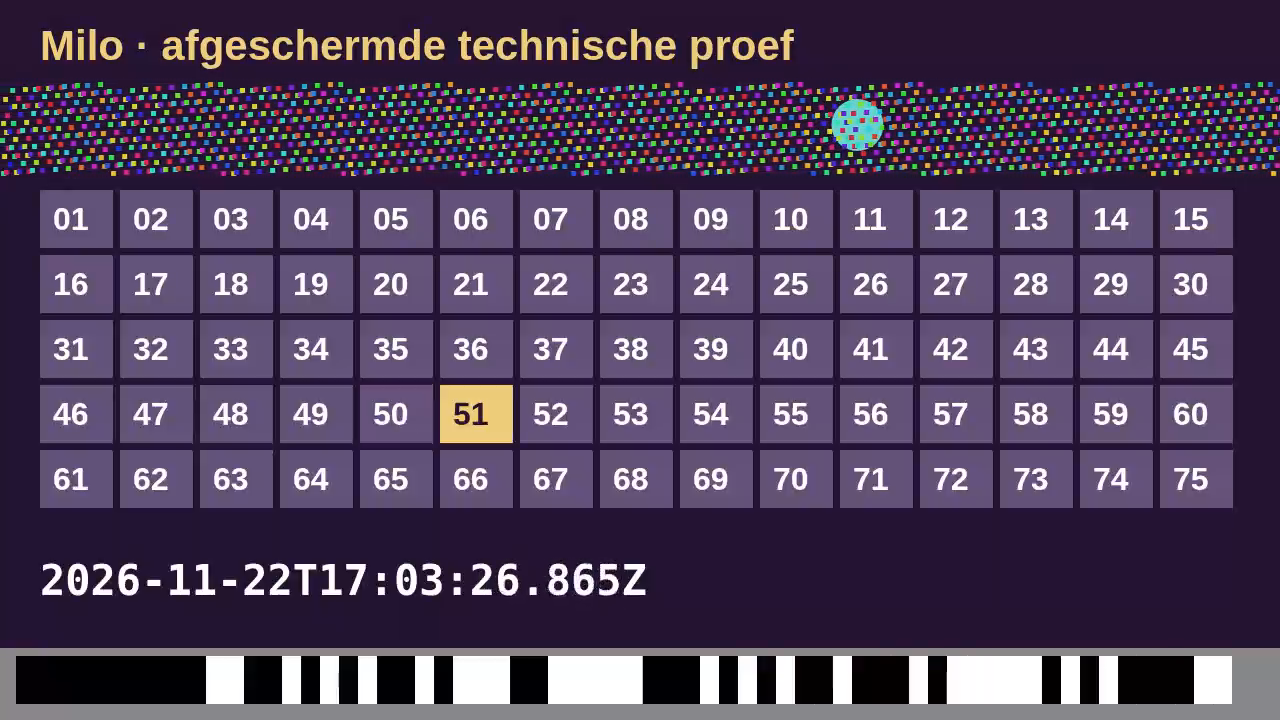 Milo · afgeschermde technische proef
01 02 03 04 05 06 07 08 09 10 11 12 13 14 15
16 17 18 19 20 21 22 23 24 25 26 27 28 29 30
31 32 33 34 35 36 37 38 39 40 41 42 43 44 45
46 47 48 49 50 51 52 53 54 55 56 57 58 59 60
61 62 63 64 65 66 67 68 69 70 71 72 73 74 75
2026-11-22T17:03:26.865Z